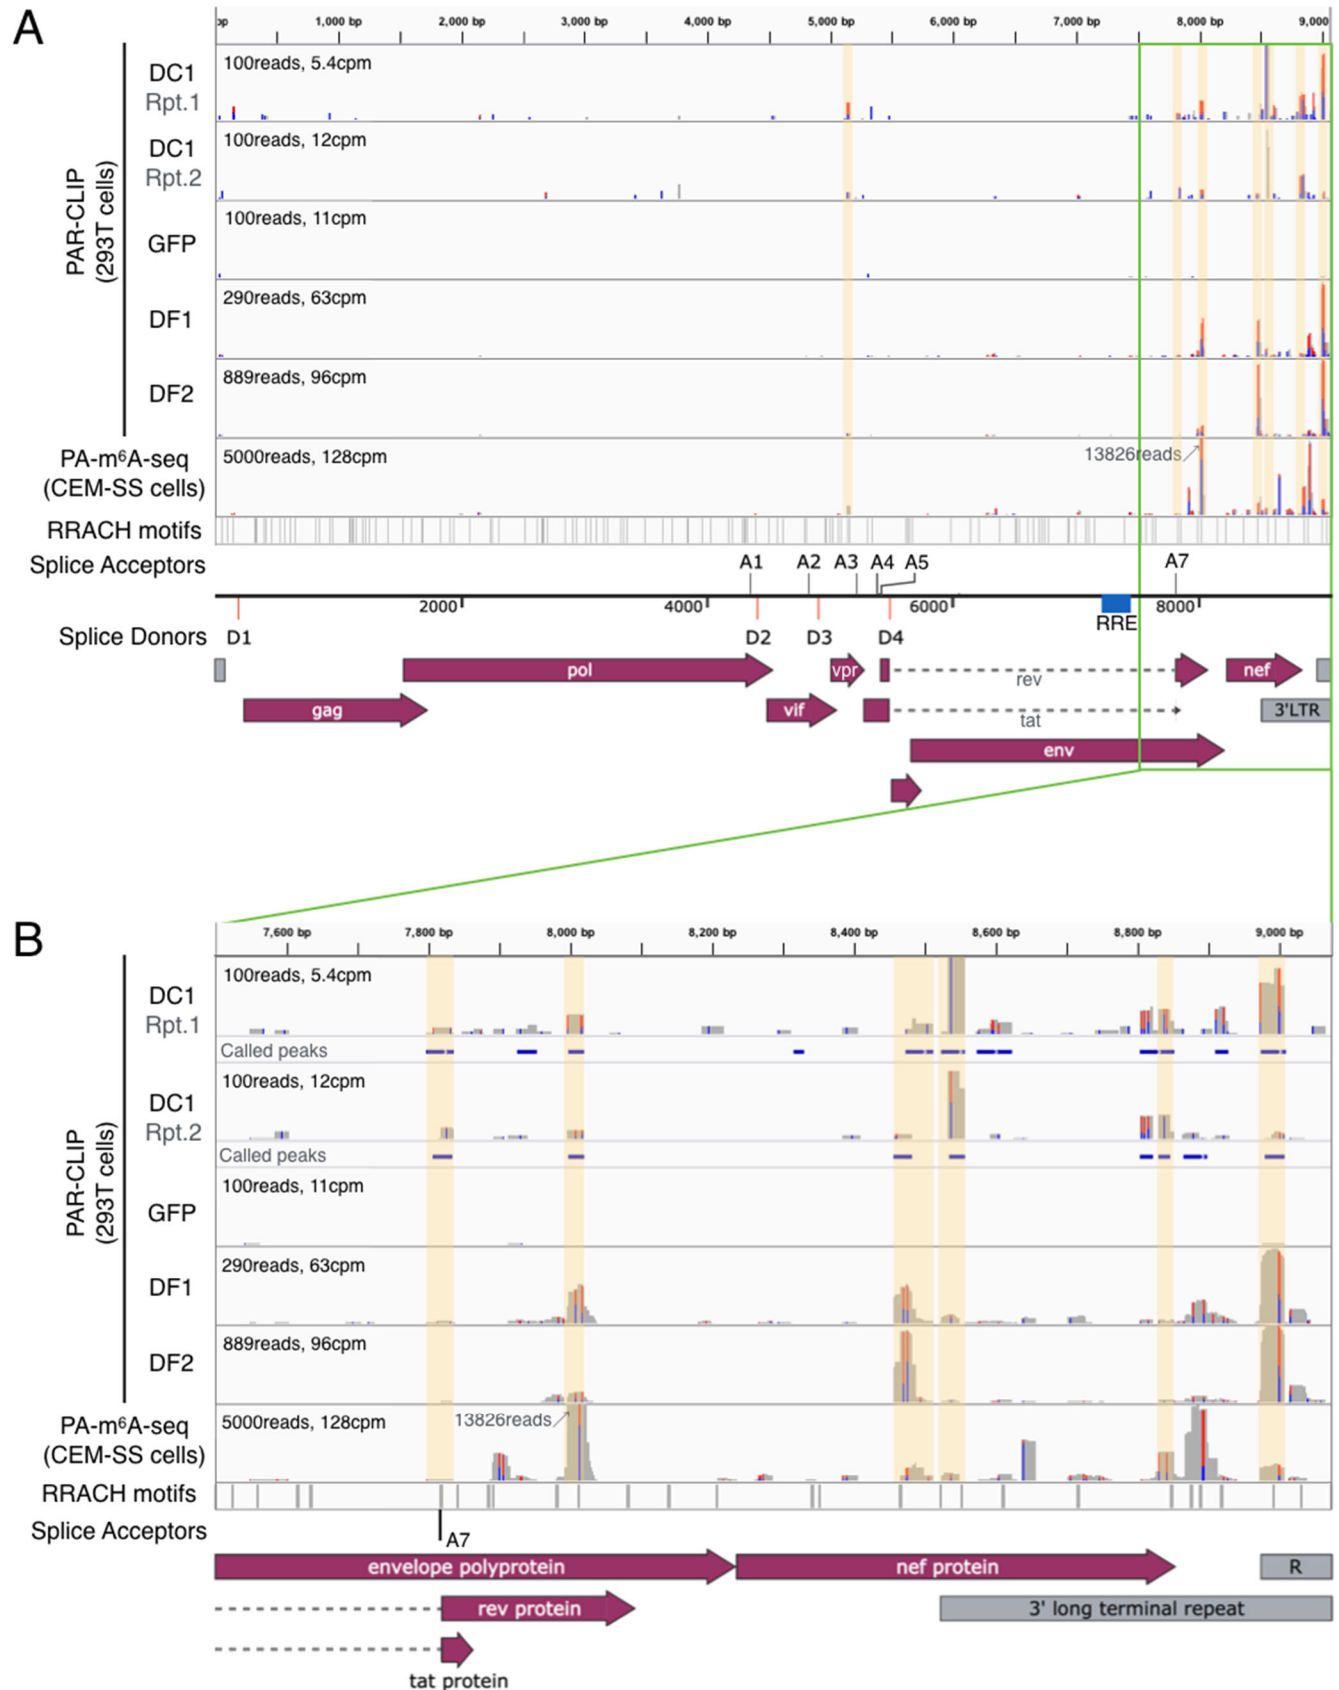 A
bp 1,000 bp 2,000 bp 3,000 bp 4,000 bp 5,000 bp 6,000 bp 7,000 bp 8,000 bp 9,000
PAR-CLIP
(293T cells)
DC1
Rpt.1
100reads, 5.4cpm
DC1
Rpt.2
100reads, 12cpm
GFP
100reads, 11cpm
DF1
290reads, 63cpm
DF2
889reads, 96cpm
PA-m⁶A-seq
(CEM-SS cells)
5000reads, 128cpm
13826reads
RRACH motifs
Splice Acceptors
A1 A2 A3 A4 A5 A7
2000 4000 6000 8000
RRE
Splice Donors
D1 D2 D3 D4
pol vpr rev nef
gag vif tat 3'LTR
env
B
7,600 bp 7,800 bp 8,000 bp 8,200 bp 8,400 bp 8,600 bp 8,800 bp 9,000 bp
PAR-CLIP
(293T cells)
DC1
Rpt.1
100reads, 5.4cpm
Called peaks
DC1
Rpt.2
100reads, 12cpm
Called peaks
GFP
100reads, 11cpm
DF1
290reads, 63cpm
DF2
889reads, 96cpm
PA-m⁶A-seq
(CEM-SS cells)
5000reads, 128cpm
13826reads
RRACH motifs
Splice Acceptors
A7
envelope polyprotein nef protein R
rev protein 3' long terminal repeat
tat protein